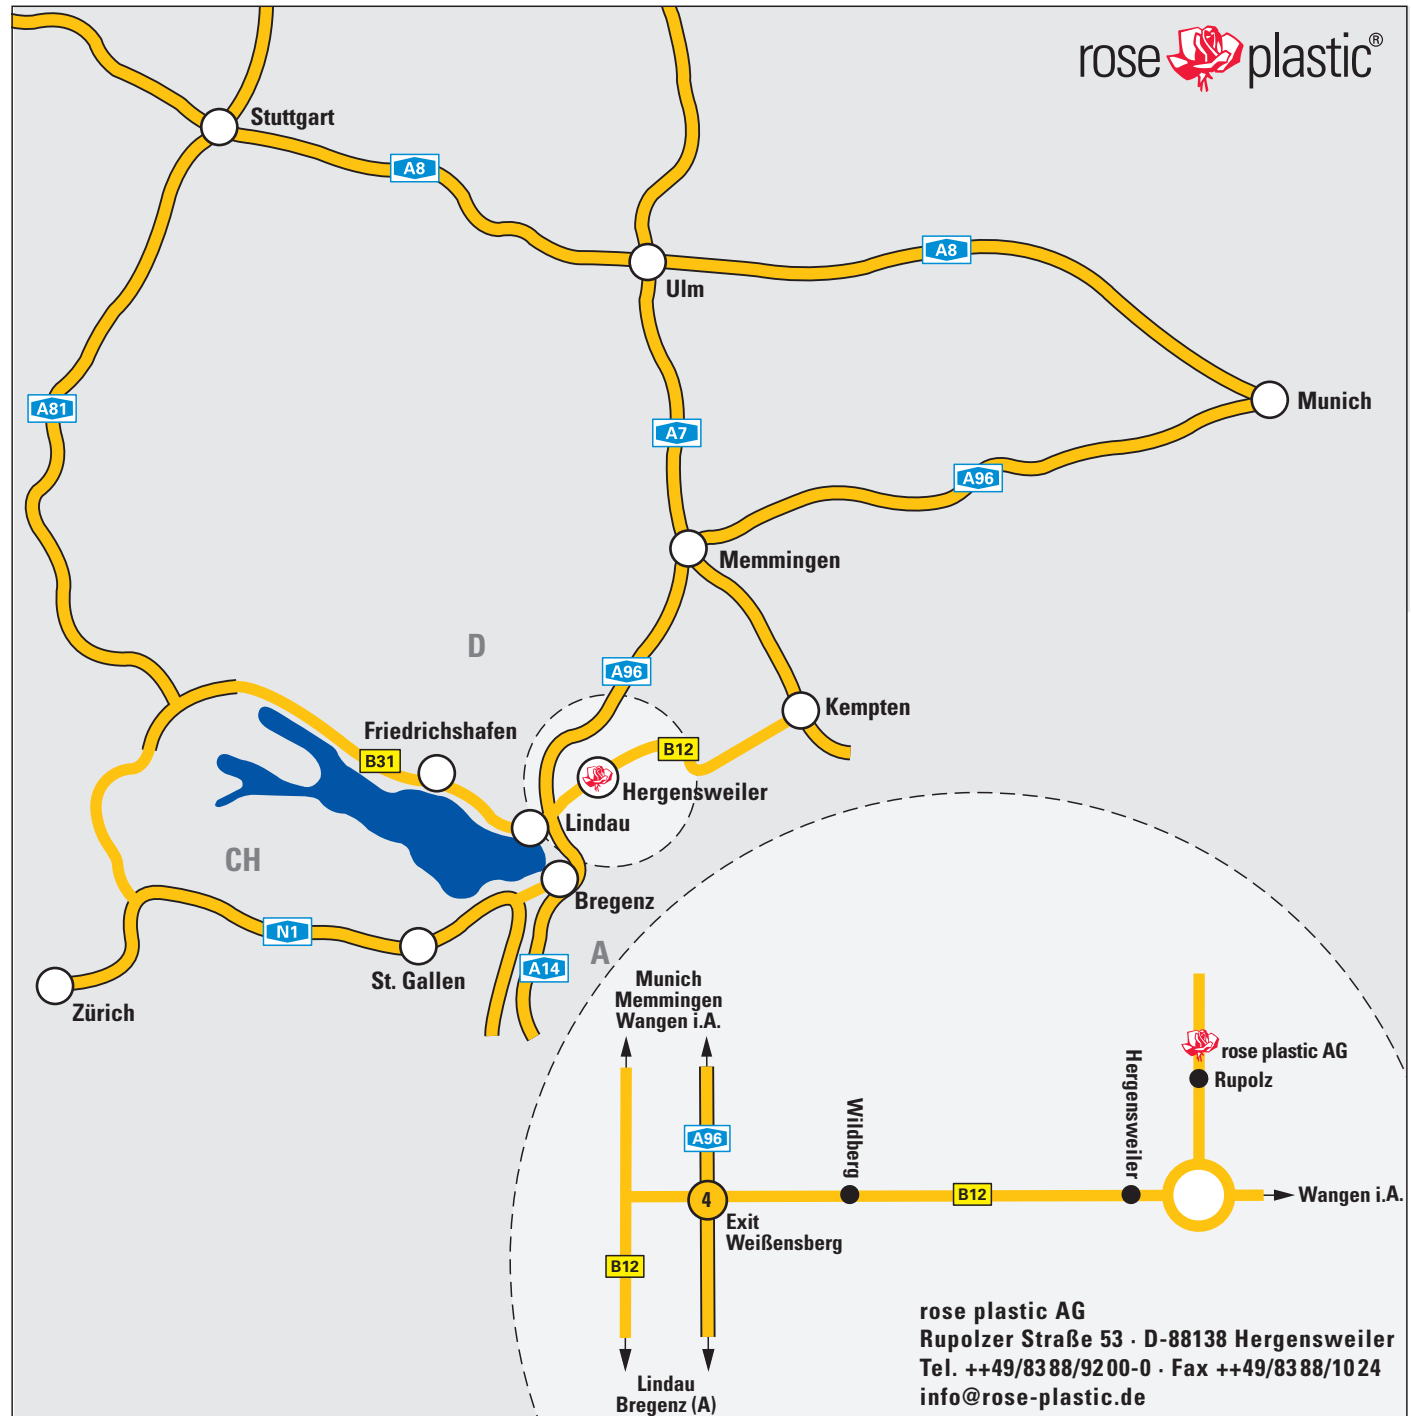 rose plastic®
Stuttgart
A8
A8
Ulm
A81
Munich
A7
A96
Memmingen
D
A96
Kempten
Friedrichshafen
B31
B12
Hergensweiler
Lindau
CH
Bregenz
N1
A
A14
St. Gallen
Zürich
Munich
Memmingen
Wangen i.A.
rose plastic AG
Rupolz
Hergensweiler
Wildberg
A96
4
B12
Wangen i.A.
Exit
Weißensberg
B12
Lindau
Bregenz (A)
rose plastic AG
Rupolzer Straße 53 · D-88138 Hergensweiler
Tel. ++49/8388/9200-0 · Fax ++49/8388/1024
info@rose-plastic.de